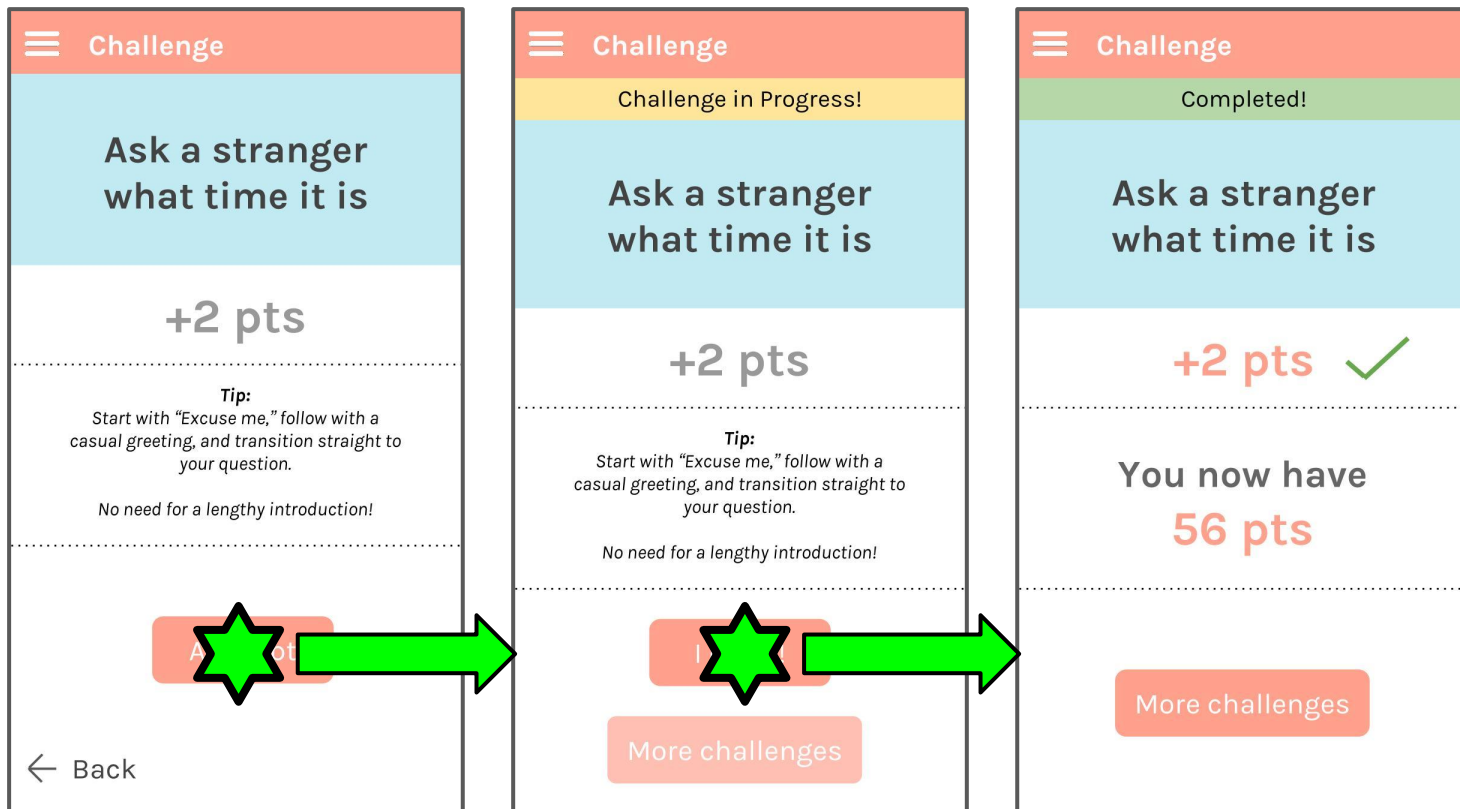 Challenge
Ask a stranger
what time it is
+2 pts
Tip:
Start with “Excuse me,” follow with a
casual greeting, and transition straight to
your question.
No need for a lengthy introduction!
Back
Challenge
Challenge in Progress!
Ask a stranger
what time it is
+2 pts
Tip:
Start with “Excuse me,” follow with a
casual greeting, and transition straight to
your question.
No need for a lengthy introduction!
More challenges
Challenge
Completed!
Ask a stranger
what time it is
+2 pts
You now have
56 pts
More challenges